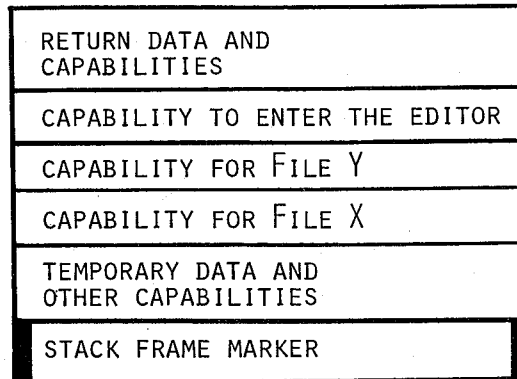 RETURN DATA AND
CAPABILITIES
CAPABILITY TO ENTER THE EDITOR
CAPABILITY FOR FILE Y
CAPABILITY FOR FILE X
TEMPORARY DATA AND
OTHER CAPABILITIES
STACK FRAME MARKER